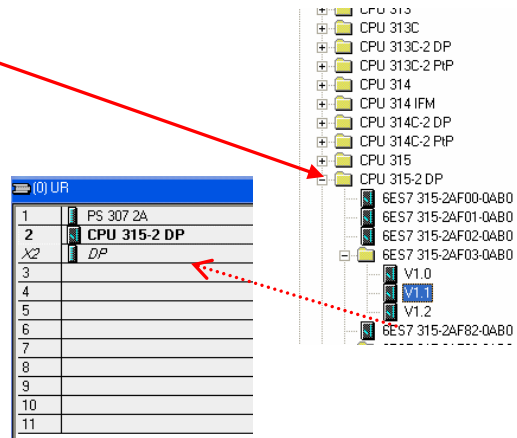 CPU 313
CPU 313C
CPU 313C-2 DP
CPU 313C-2 PtP
CPU 314
CPU 314 IFM
CPU 314C-2 DP
CPU 314C-2 PtP
CPU 315
CPU 315-2 DP
6ES7 315-2AF00-0AB0
6ES7 315-2AF01-0AB0
6ES7 315-2AF02-0AB0
6ES7 315-2AF03-0AB0
V1.0
V1.1
V1.2
6ES7 315-2AF82-0AB0
(0) UR
1 PS 307 2A
2 CPU 315-2 DP
X2 DP
3
4
5
6
7
8
9
10
11